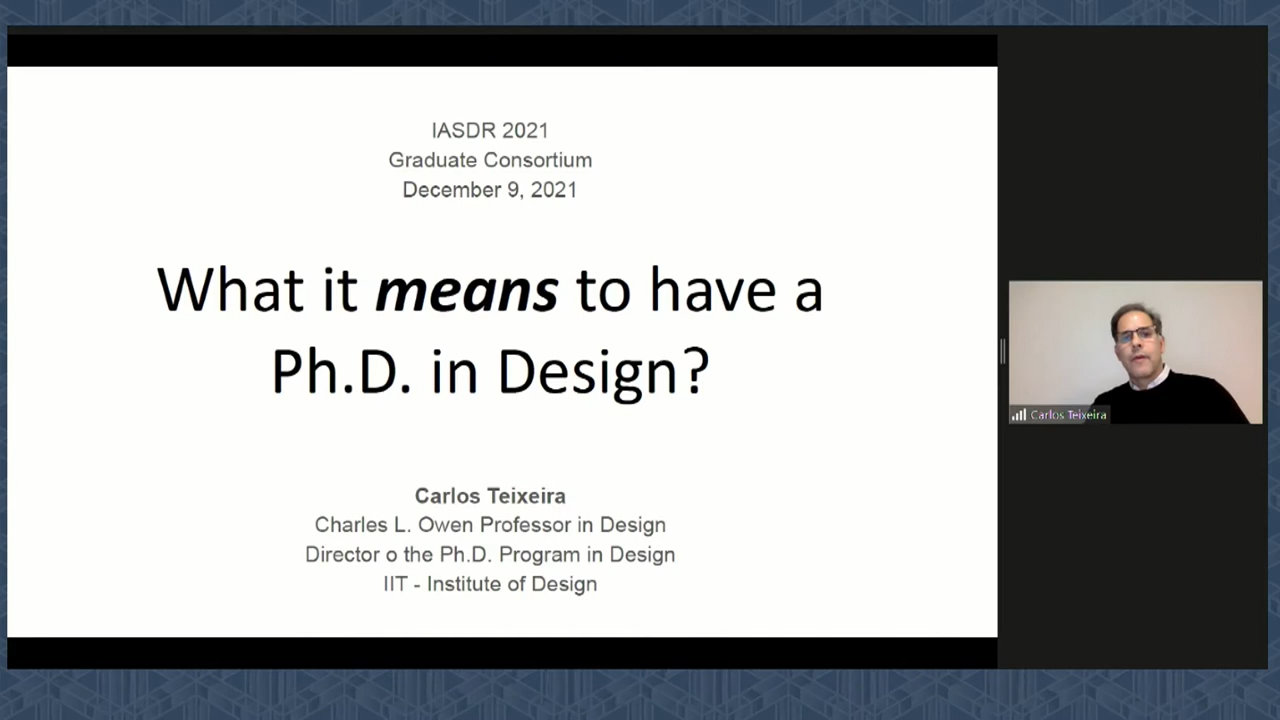 IASDR 2021
Graduate Consortium
December 9, 2021
What it means to have a
Ph.D. in Design?
Carlos Teixeira
Charles L. Owen Professor in Design
Director o the Ph.D. Program in Design
IIT - Institute of Design
Carlos Teixeira